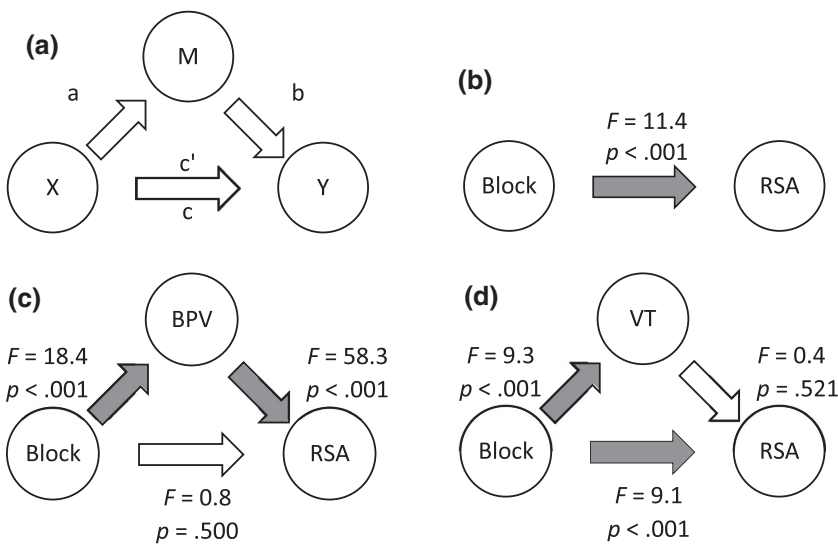 (a)
M
a
b
X
c'
c
Y
(b)
F = 11.4
p < .001
Block
RSA
(c)
BPV
F = 18.4
p < .001
F = 58.3
p < .001
Block
RSA
F = 0.8
p = .500
(d)
VT
F = 9.3
p < .001
F = 0.4
p = .521
Block
RSA
F = 9.1
p < .001